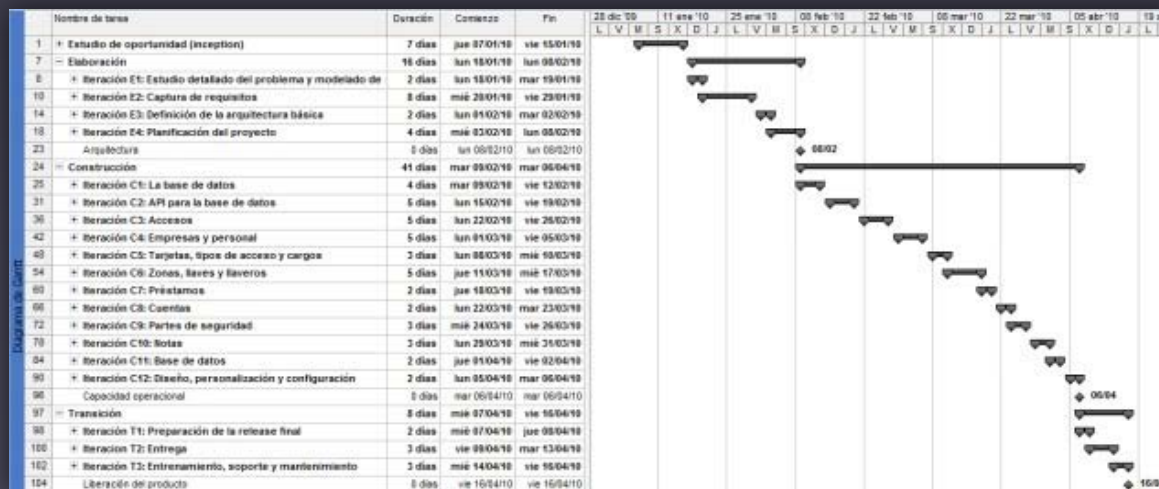 Nombre de tarea Duración Comienzo Fin 28 dic '09 11 ene '10 25 ene '10 08 feb '10 22 feb '10 08 mar '10 22 mar '10 05 abr '10 19
L V M S X D J L V M S X D J L V M S X D J L V M S X D J L
1 + Estudio de oportunidad (inception) 7 días jue 07/01/10 vie 15/01/10
7 − Elaboración 16 días lun 18/01/10 lun 08/02/10
8 + Iteración E1: Estudio detallado del problema y modelado de 2 días lun 18/01/10 mar 19/01/10
10 + Iteración E2: Captura de requisitos 8 días mié 20/01/10 vie 29/01/10
14 + Iteración E3: Definición de la arquitectura básica 2 días lun 01/02/10 mar 02/02/10
18 + Iteración E4: Planificación del proyecto 4 días mié 03/02/10 lun 08/02/10
23 Arquitectura 0 días lun 08/02/10 lun 08/02/10 08/02
24 − Construcción 41 días mar 09/02/10 mar 06/04/10
25 + Iteración C1: La base de datos 4 días mar 09/02/10 vie 12/02/10
31 + Iteración C2: API para la base de datos 5 días lun 15/02/10 vie 19/02/10
36 + Iteración C3: Accesos 5 días lun 22/02/10 vie 26/02/10
42 + Iteración C4: Empresas y personal 5 días lun 01/03/10 vie 05/03/10
48 + Iteración C5: Tarjetas, tipos de acceso y cargos 3 días lun 08/03/10 mié 10/03/10
54 + Iteración C6: Zonas, llaves y llaveros 5 días jue 11/03/10 mié 17/03/10
60 + Iteración C7: Préstamos 2 días jue 18/03/10 vie 19/03/10
66 + Iteración C8: Cuentas 2 días lun 22/03/10 mar 23/03/10
72 + Iteración C9: Partes de seguridad 3 días mié 24/03/10 vie 26/03/10
78 + Iteración C10: Notas 3 días lun 29/03/10 mié 31/03/10
84 + Iteración C11: Base de datos 2 días jue 01/04/10 vie 02/04/10
90 + Iteración C12: Diseño, personalización y configuración 2 días lun 05/04/10 mar 06/04/10
96 Capacidad operacional 0 días mar 06/04/10 mar 06/04/10 06/04
97 − Transición 8 días mié 07/04/10 vie 16/04/10
98 + Iteración T1: Preparación de la release final 2 días mié 07/04/10 jue 08/04/10
100 + Iteracion T2: Entrega 3 días vie 09/04/10 mar 13/04/10
102 + Iteración T3: Entrenamiento, soporte y mantenimiento 3 días mié 14/04/10 vie 16/04/10
104 Liberación del producto 0 días vie 16/04/10 vie 16/04/10
Diagrama de Gantt